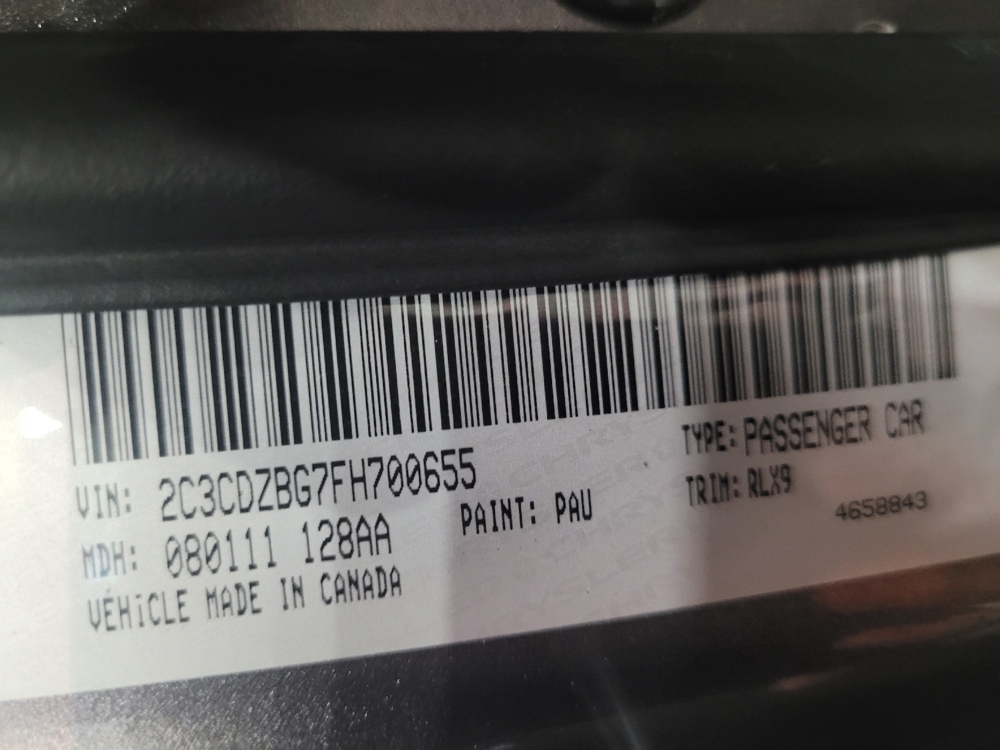 VIN: 2C3CDZBG7FH700655
TYPE: PASSENGER CAR
MDH: 080111 128AA
PAINT: PAU
TRIM: RLX9
4658843
VEHiCLE MADE IN CANADA